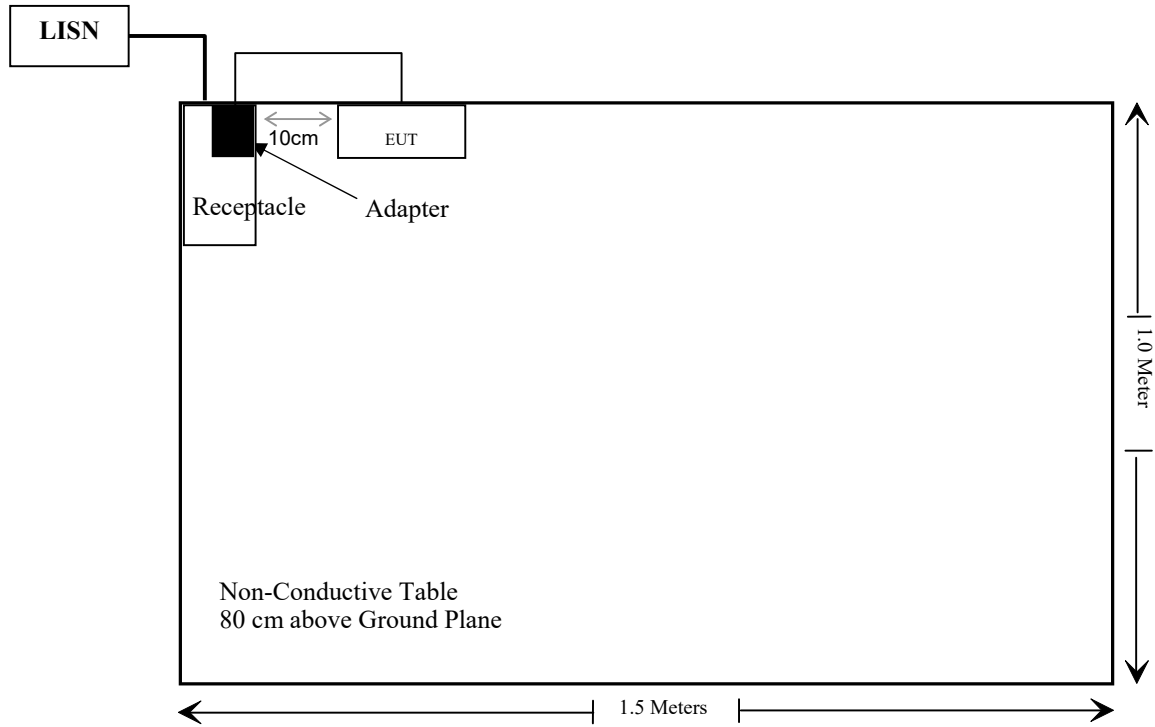 LISN
10cm
EUT
Receptacle
Adapter
1.0 Meter
Non-Conductive Table
80 cm above Ground Plane
1.5 Meters